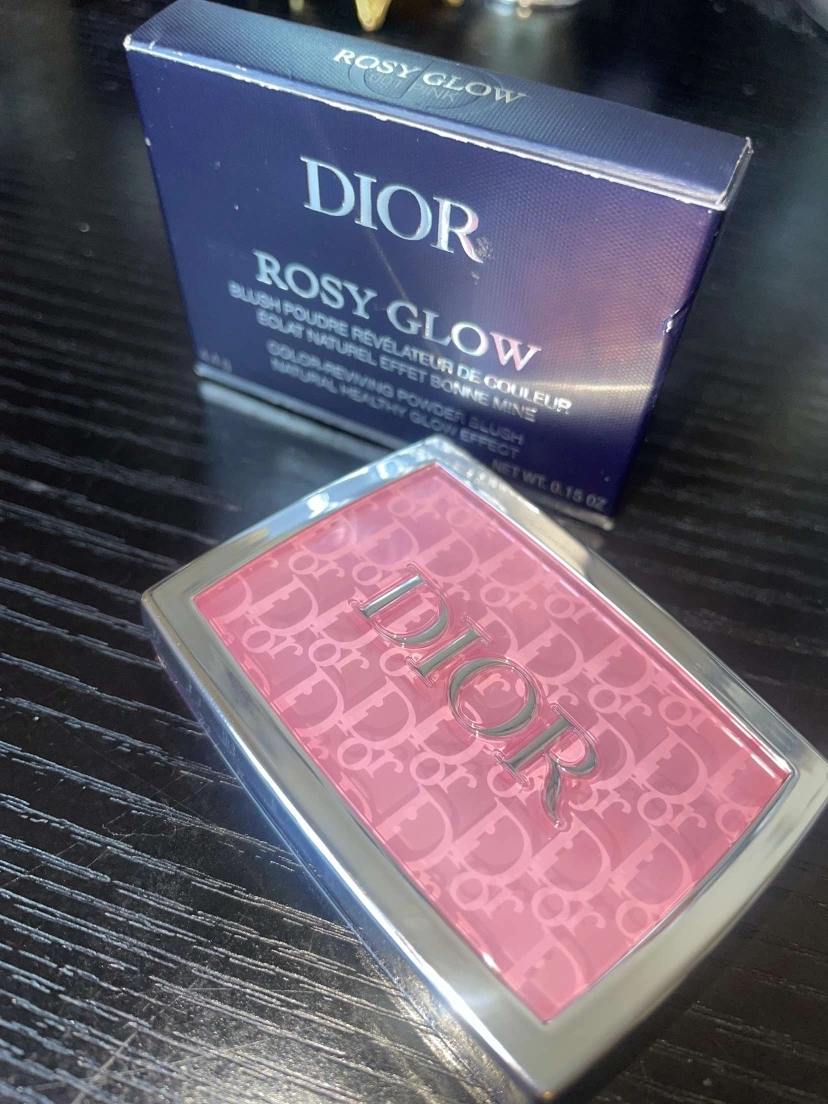 ROSY GLOW
DIOR
ROSY GLOW
BLUSH POUDRE RÉVÉLATEUR DE COULEUR
ÉCLAT NATUREL EFFET BONNE MINE
COLOR-REVIVING POWDER BLUSH
NATURAL HEALTHY GLOW EFFECT
NET WT. 0.15 OZ
DIOR